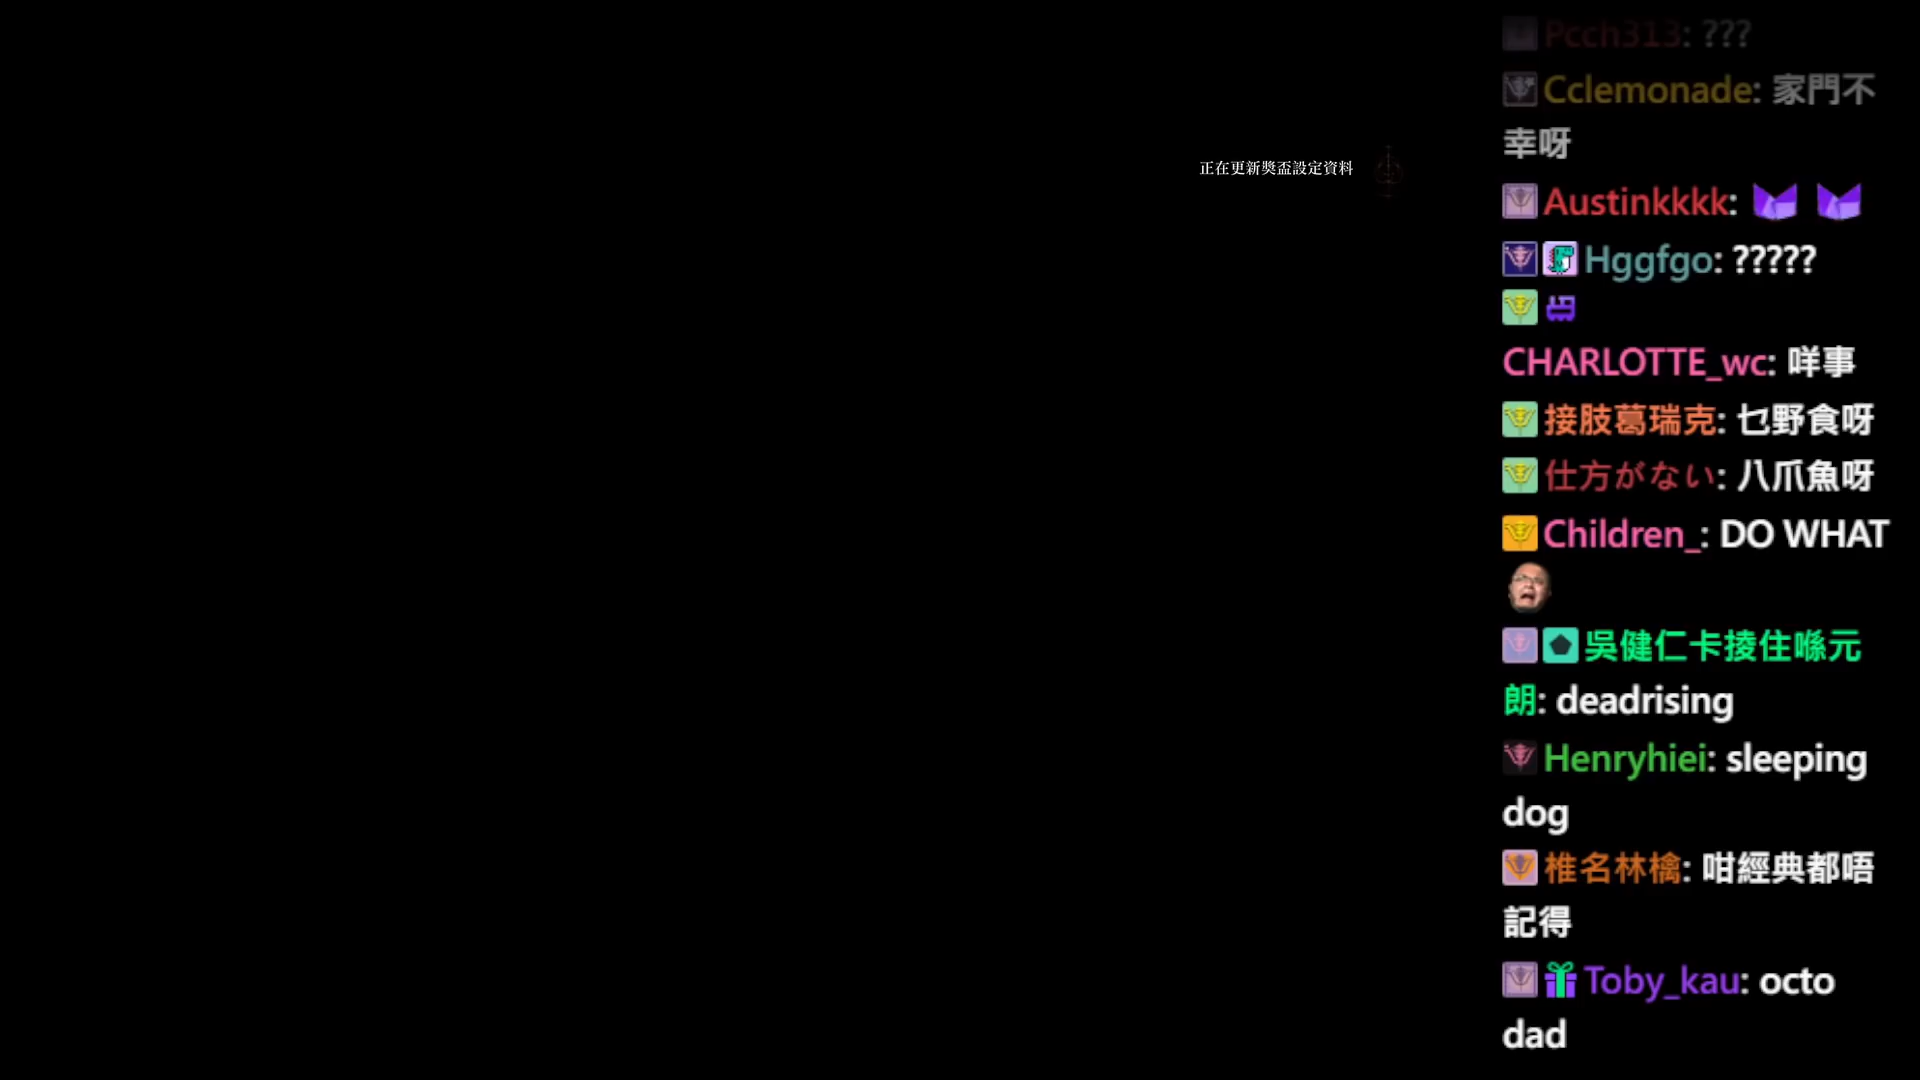 Pcch313: ???
Cclemonade: 家門不
幸呀
正在更新獎盃設定資料
Austinkkkk:
Hggfgo: ?????
CHARLOTTE_wc: 咩事
接肢葛瑞克: 乜野食呀
仕方がない: 八爪魚呀
Children_: DO WHAT
吳健仁卡掕住喺元
朗: deadrising
Henryhiei: sleeping
dog
椎名林檎: 咁經典都唔
記得
Toby_kau: octo
dad